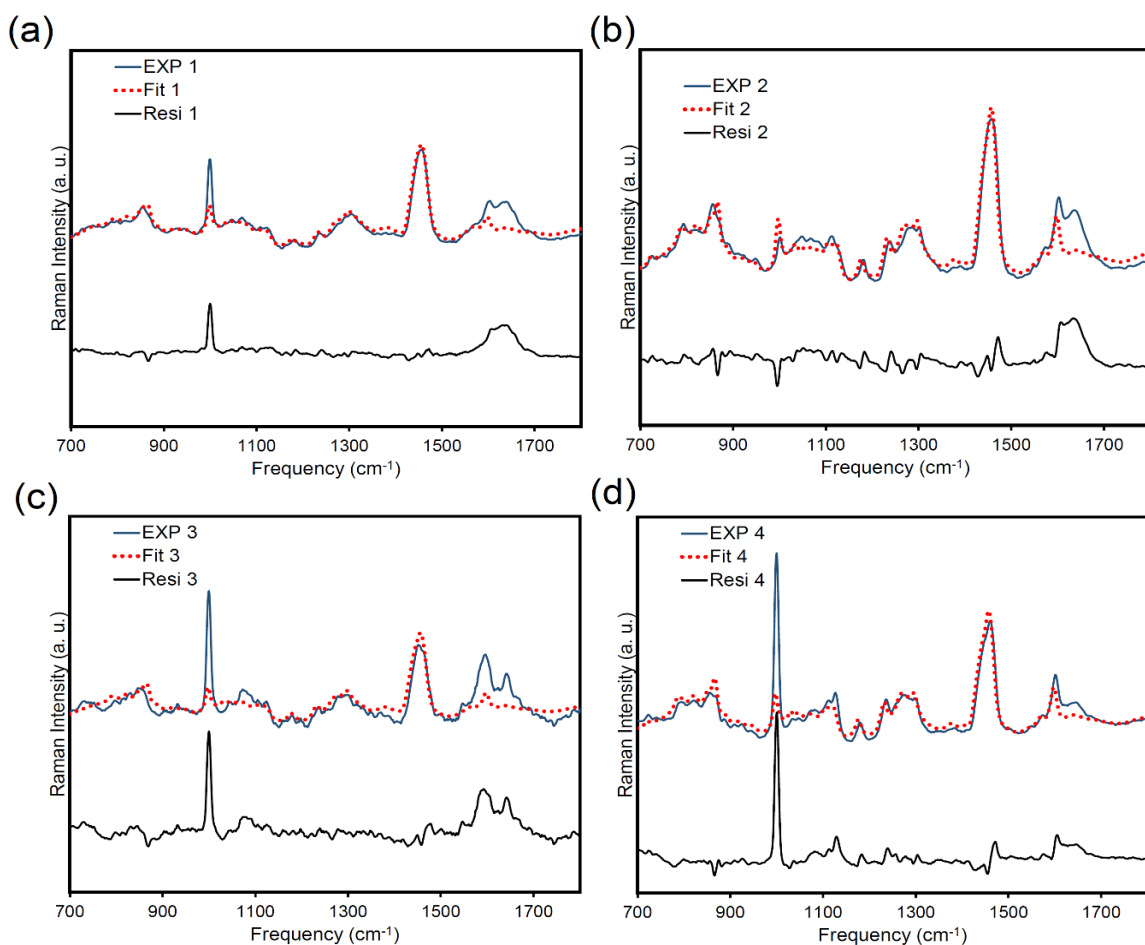 (a)
EXP 1
Fit 1
Resi 1
Raman Intensity (a. u.)
700 900 1100 1300 1500 1700
Frequency (cm⁻¹)
(b)
EXP 2
Fit 2
Resi 2
Raman Intensity (a. u.)
700 900 1100 1300 1500 1700
Frequency (cm⁻¹)
(c)
EXP 3
Fit 3
Resi 3
Raman Intensity (a. u.)
700 900 1100 1300 1500 1700
Frequency (cm⁻¹)
(d)
EXP 4
Fit 4
Resi 4
Raman Intensity (a. u.)
700 900 1100 1300 1500 1700
Frequency (cm⁻¹)